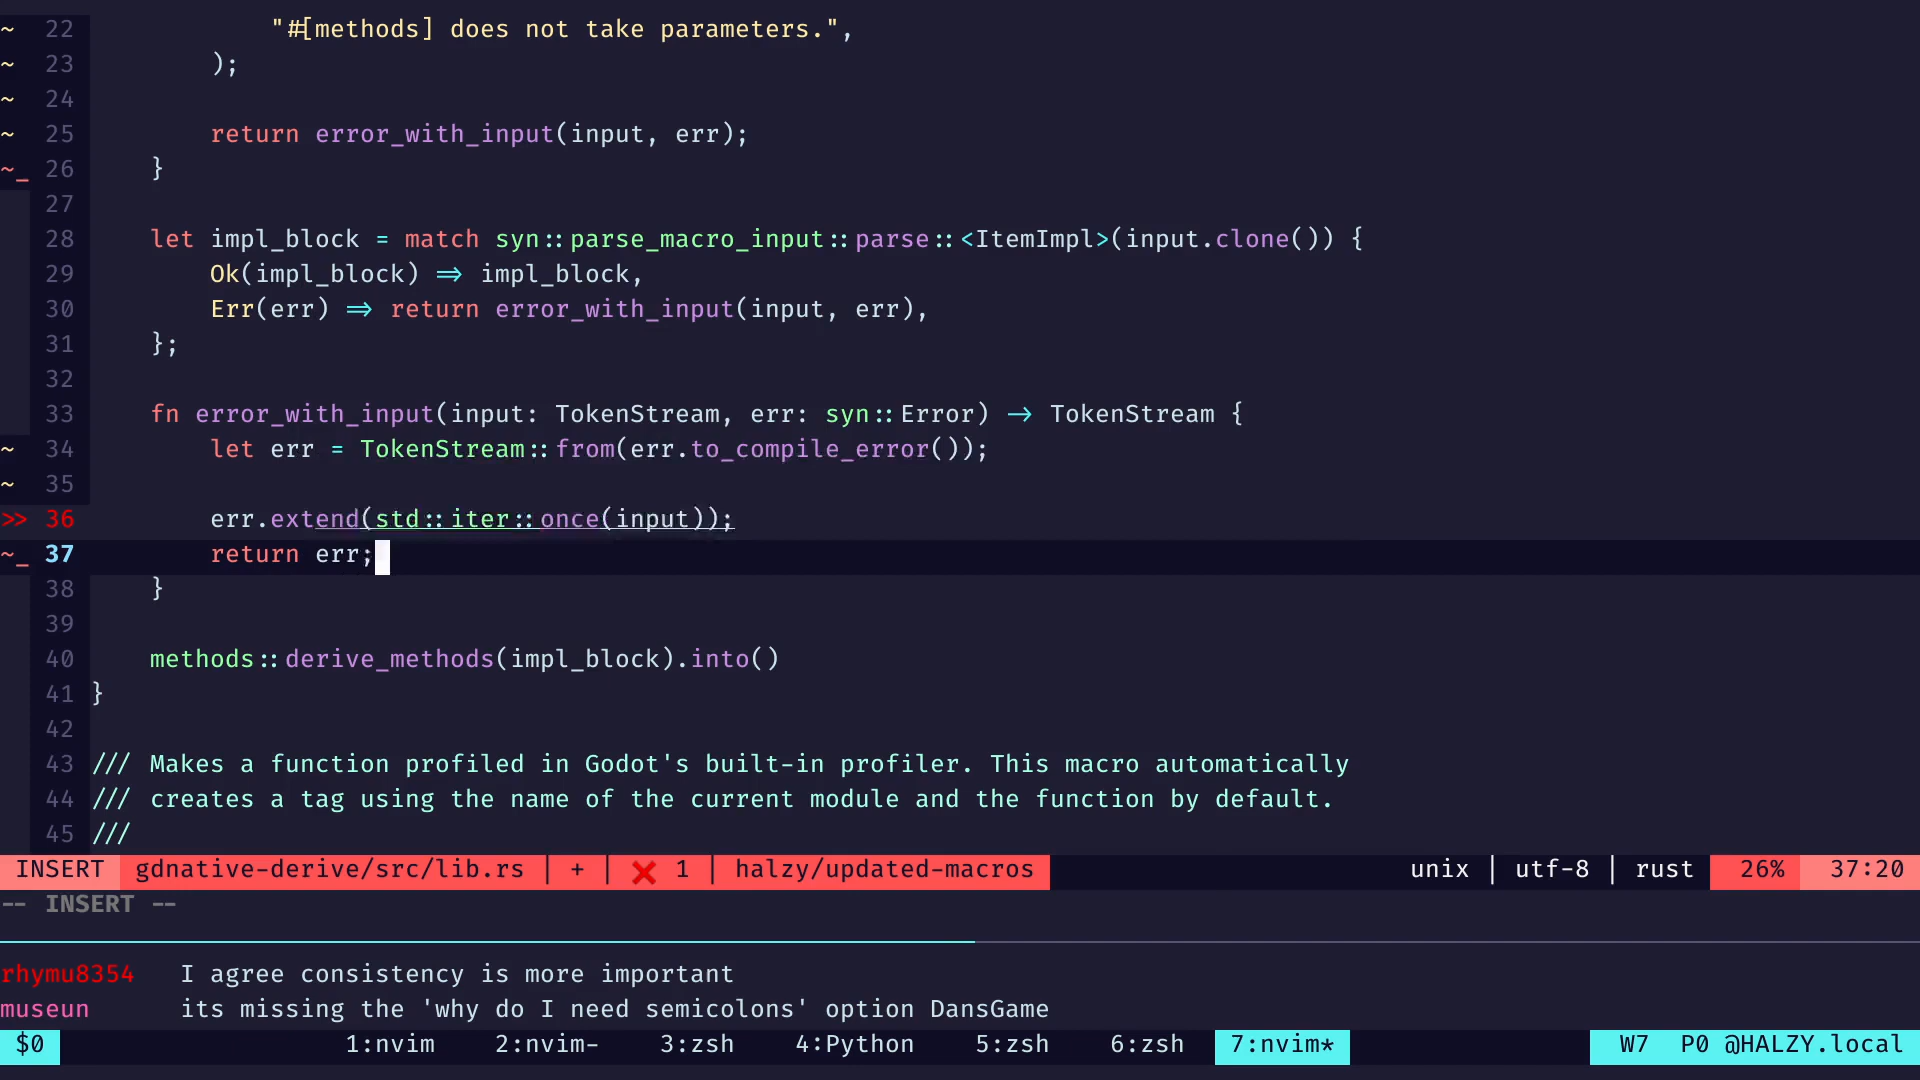 ~ 22 "#[methods] does not take parameters.",
~ 23 );
~ 24
~ 25 return error_with_input(input, err);
~_ 26 }
27
28 let impl_block = match syn::parse_macro_input::parse::<ItemImpl>(input.clone()) {
29 Ok(impl_block) => impl_block,
30 Err(err) => return error_with_input(input, err),
31 };
32
33 fn error_with_input(input: TokenStream, err: syn::Error) -> TokenStream {
~ 34 let err = TokenStream::from(err.to_compile_error());
~ 35
>> 36 err.extend(std::iter::once(input));
~_ 37 return err;
38 }
39
40 methods::derive_methods(impl_block).into()
41 }
42
43 /// Makes a function profiled in Godot's built-in profiler. This macro automatically
44 /// creates a tag using the name of the current module and the function by default.
45 ///
INSERT gdnative-derive/src/lib.rs | + | ❌ 1 | halzy/updated-macros unix | utf-8 | rust 26% 37:20
-- INSERT --
rhymu8354 I agree consistency is more important
museun its missing the 'why do I need semicolons' option DansGame
$0 1:nvim 2:nvim- 3:zsh 4:Python 5:zsh 6:zsh 7:nvim* W7 P0 @HALZY.local